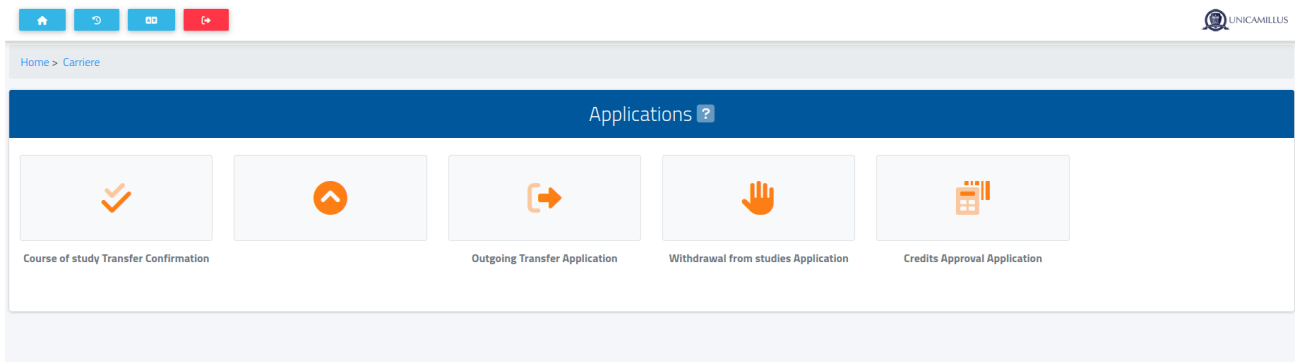 UNICAMILLUS
Home > Carriere
Applications ?
Course of study Transfer Confirmation
Outgoing Transfer Application
Withdrawal from studies Application
Credits Approval Application